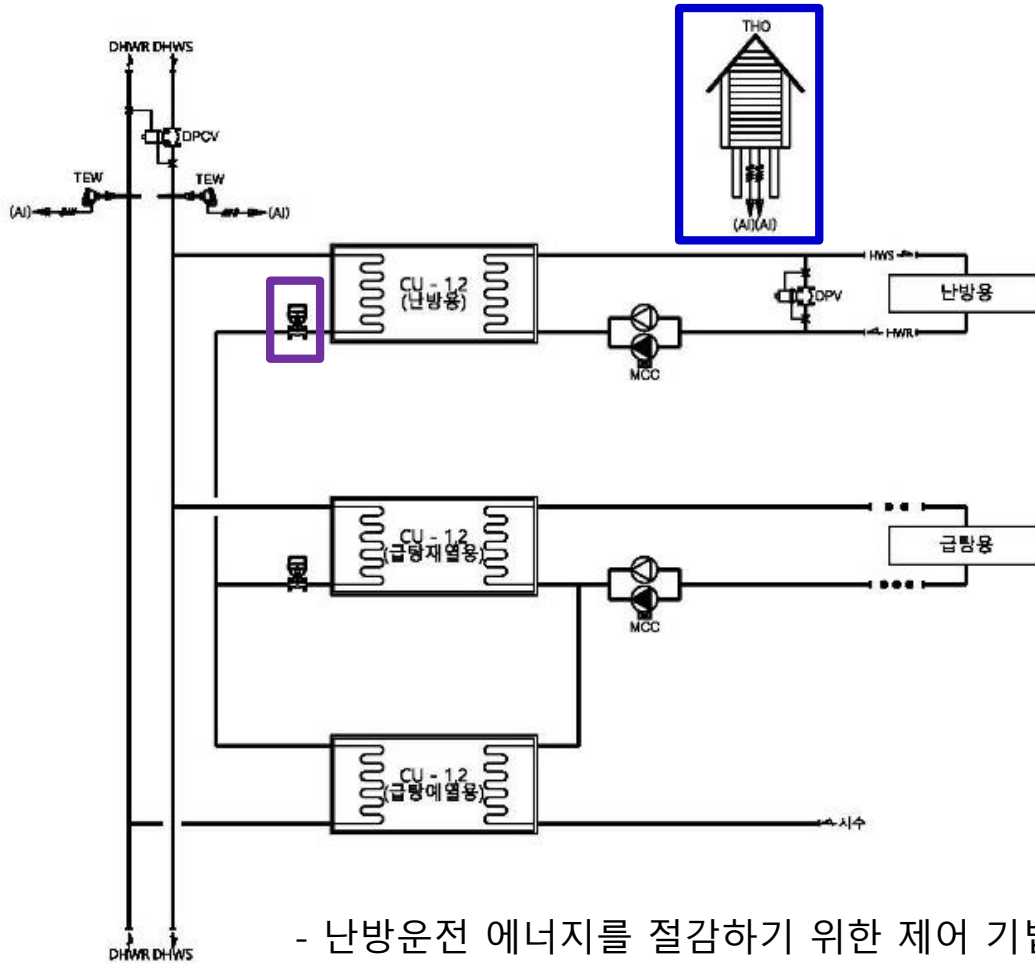 THO
DHWR DHWS
DPCV
TEW
TEW
(AI)
(AI)
(AI)(AI)
HWS
CU - 1,2
(난방용)
DPV
난방용
HWR
MCC
CU - 1,2
(급탕재열용)
급탕용
MCC
CU - 1,2
(급탕예열용)
시수
- 난방운전 에너지를 절감하기 위한 제어 기법
DHWR DHWS